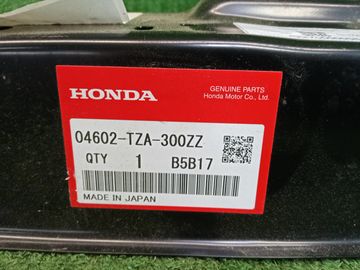 HONDA
GENUINE PARTS
Honda Motor Co., Ltd.
04602-TZA-300ZZ
QTY 1 B5B17
MADE IN JAPAN